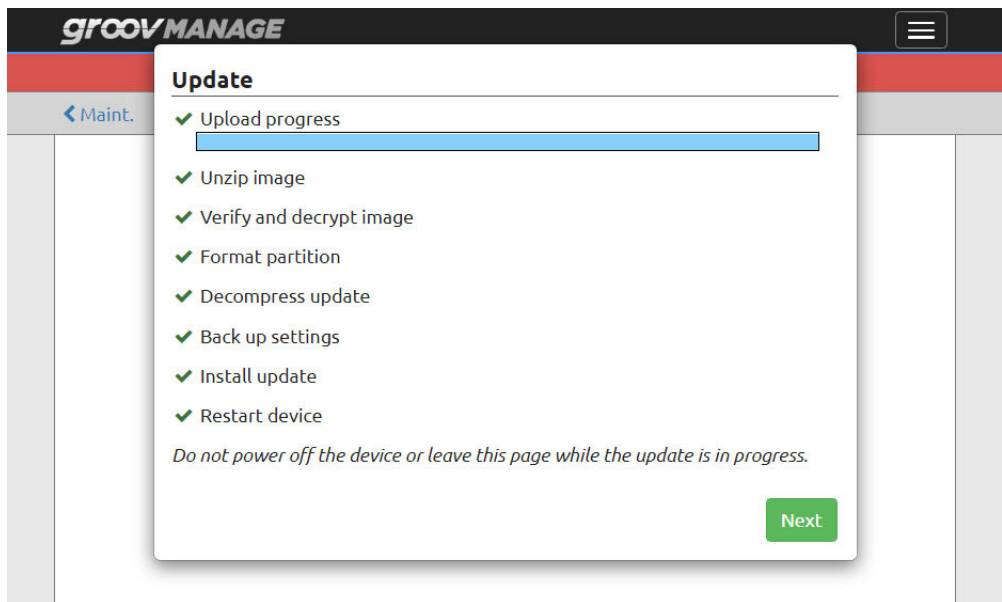 groov MANAGE
Update
Maint.
Upload progress
Unzip image
Verify and decrypt image
Format partition
Decompress update
Back up settings
Install update
Restart device
Do not power off the device or leave this page while the update is in progress.
Next